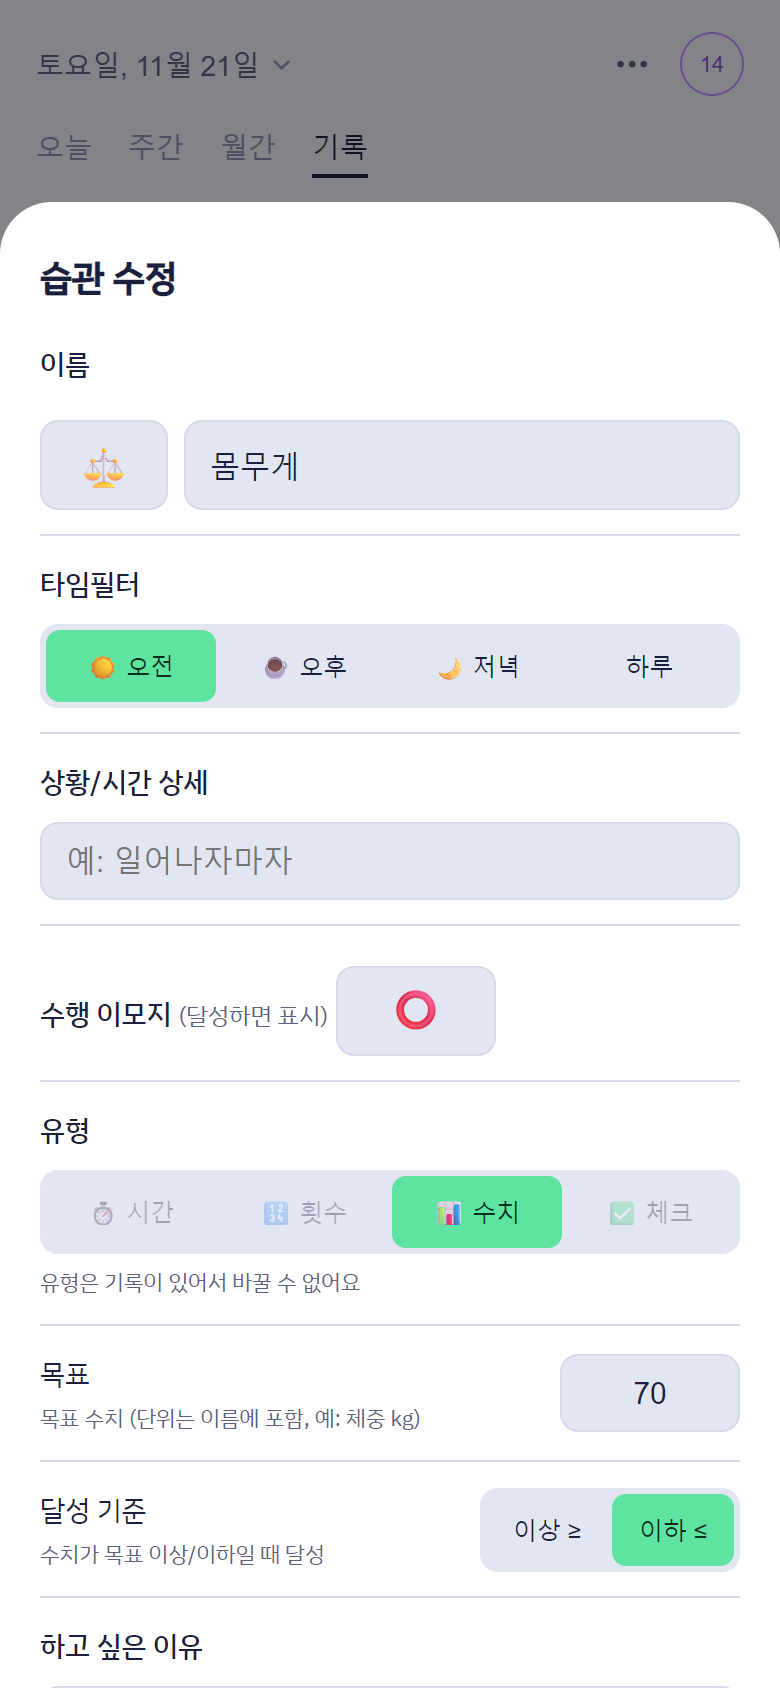 토요일, 11월 21일
14
오늘 주간 월간 기록
습관 수정
이름
몸무게
타임필터
오전 오후 저녁 하루
상황/시간 상세
예: 일어나자마자
수행 이모지 (달성하면 표시)
유형
시간 횟수 수치 체크
유형은 기록이 있어서 바꿀 수 없어요
목표
목표 수치 (단위는 이름에 포함, 예: 체중 kg)
70
달성 기준
수치가 목표 이상/이하일 때 달성
이상 ≥ 이하 ≤
하고 싶은 이유